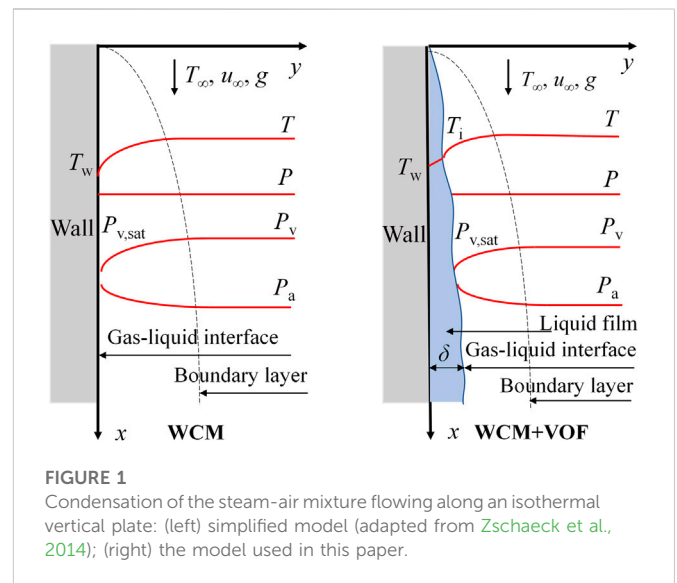 y
T∞, u∞, g
T
Tw
P
Wall
Pv,sat
Pv
Pa
Gas-liquid interface
Boundary layer
x
WCM
y
T∞, u∞, g
T
Ti
Tw
P
Wall
Pv,sat
Pv
Pa
Liquid film
δ
Gas-liquid interface
Boundary layer
x
WCM+VOF
FIGURE 1
Condensation of the steam-air mixture flowing along an isothermal
vertical plate: (left) simplified model (adapted from Zschaeck et al.,
2014); (right) the model used in this paper.